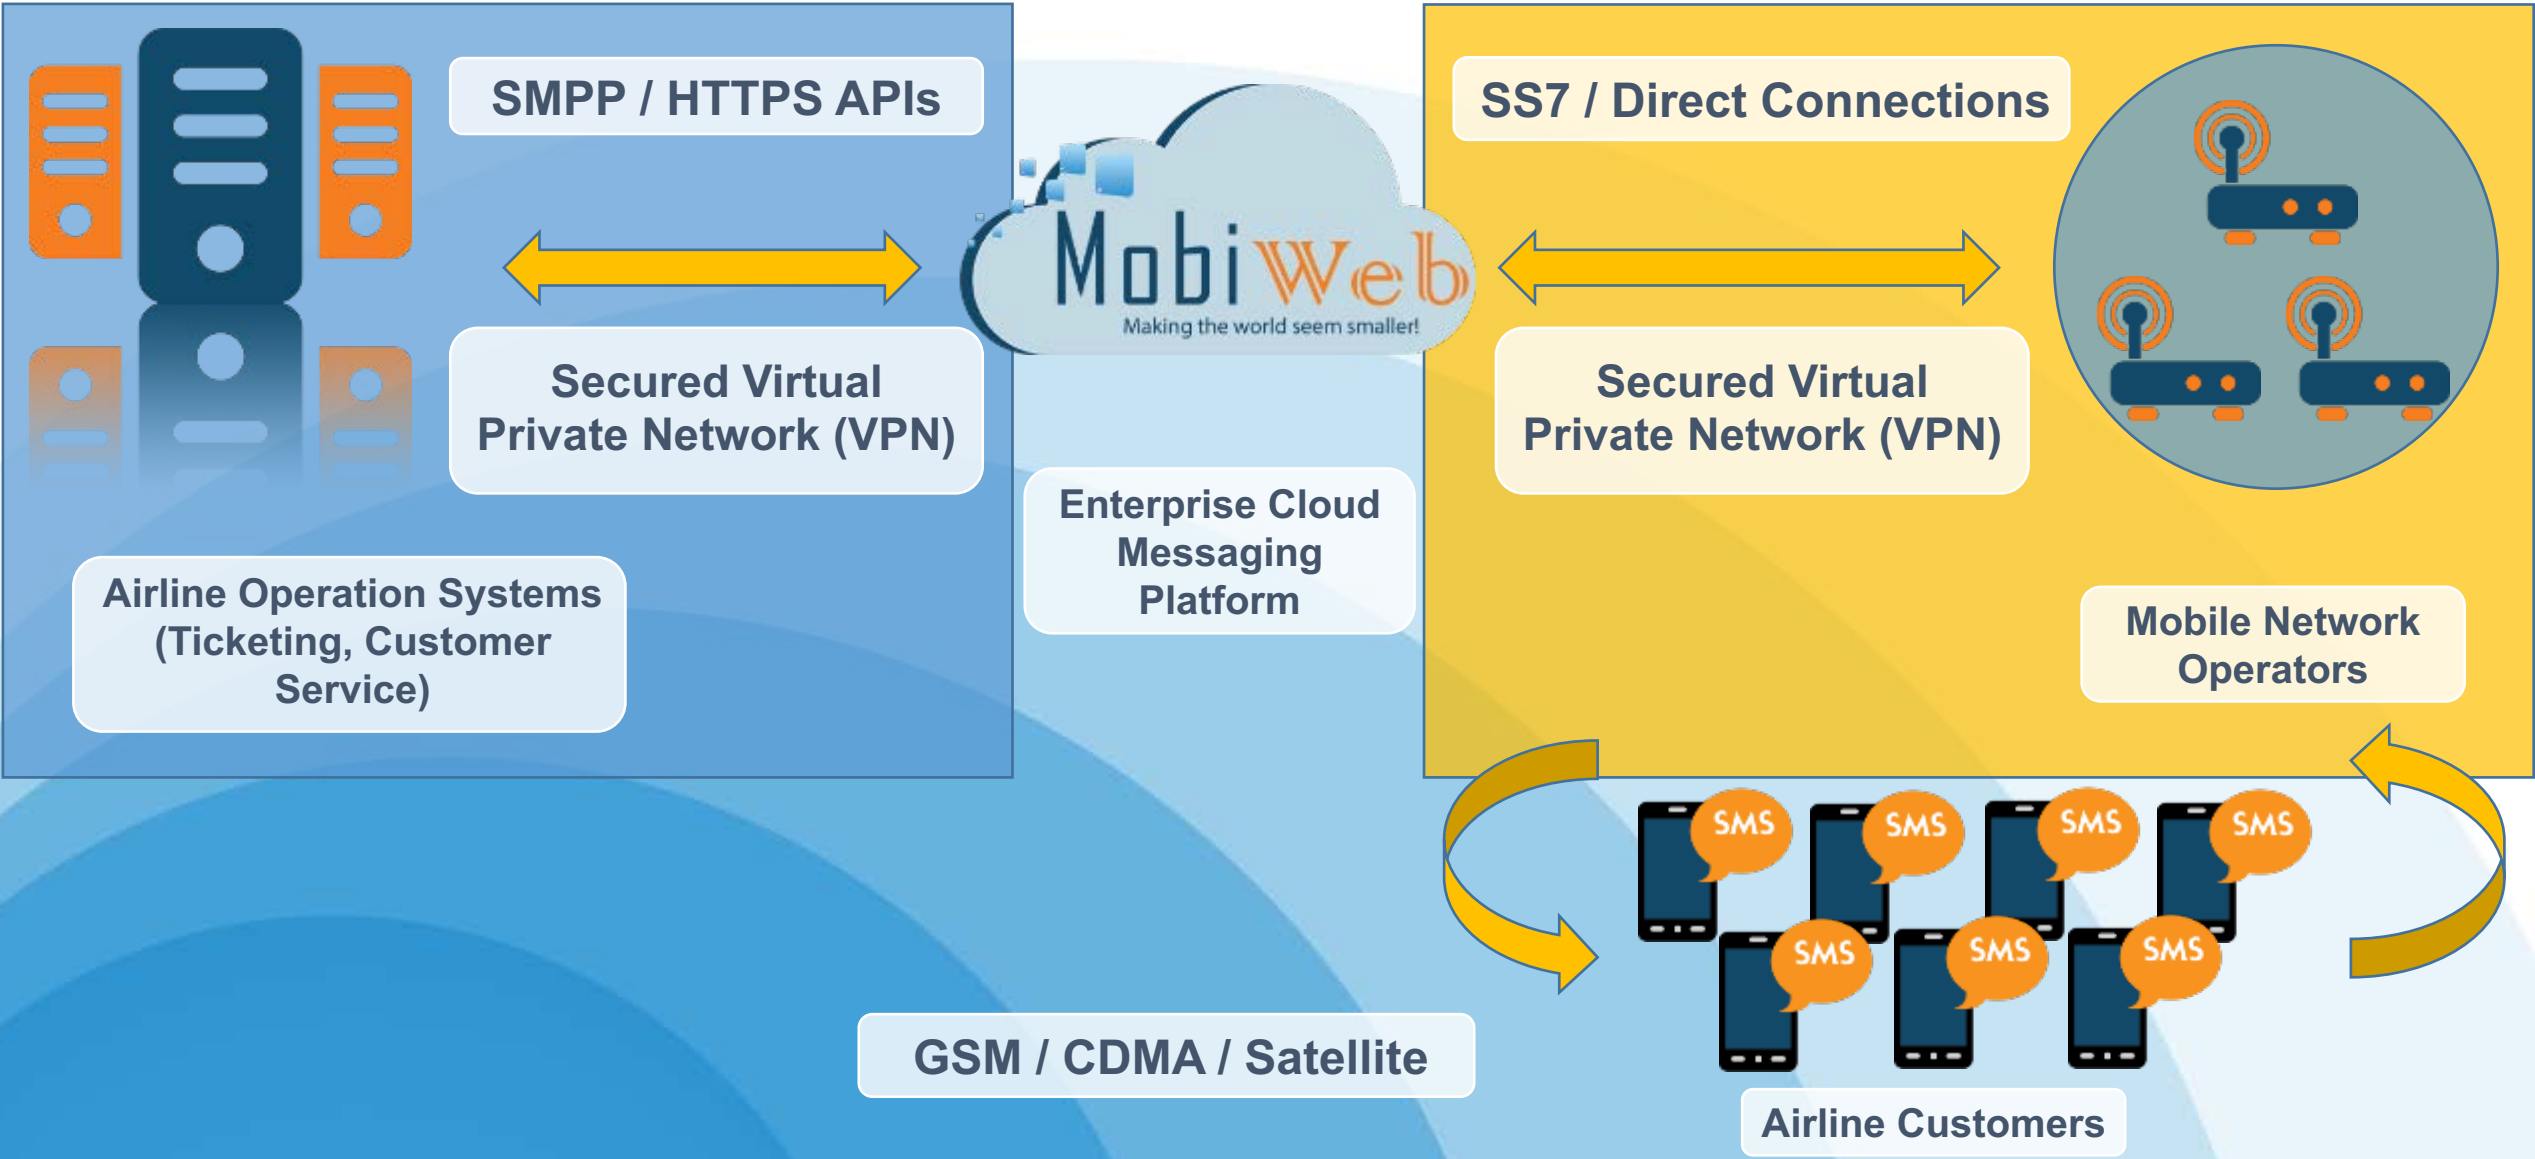 SMPP / HTTPS APIs
SS7 / Direct Connections
MobiWeb
Making the world seem smaller!
Secured Virtual
Private Network (VPN)
Secured Virtual
Private Network (VPN)
Enterprise Cloud
Messaging
Platform
Airline Operation Systems
(Ticketing, Customer
Service)
Mobile Network
Operators
SMS
SMS
SMS
SMS
SMS
SMS
SMS
GSM / CDMA / Satellite
Airline Customers